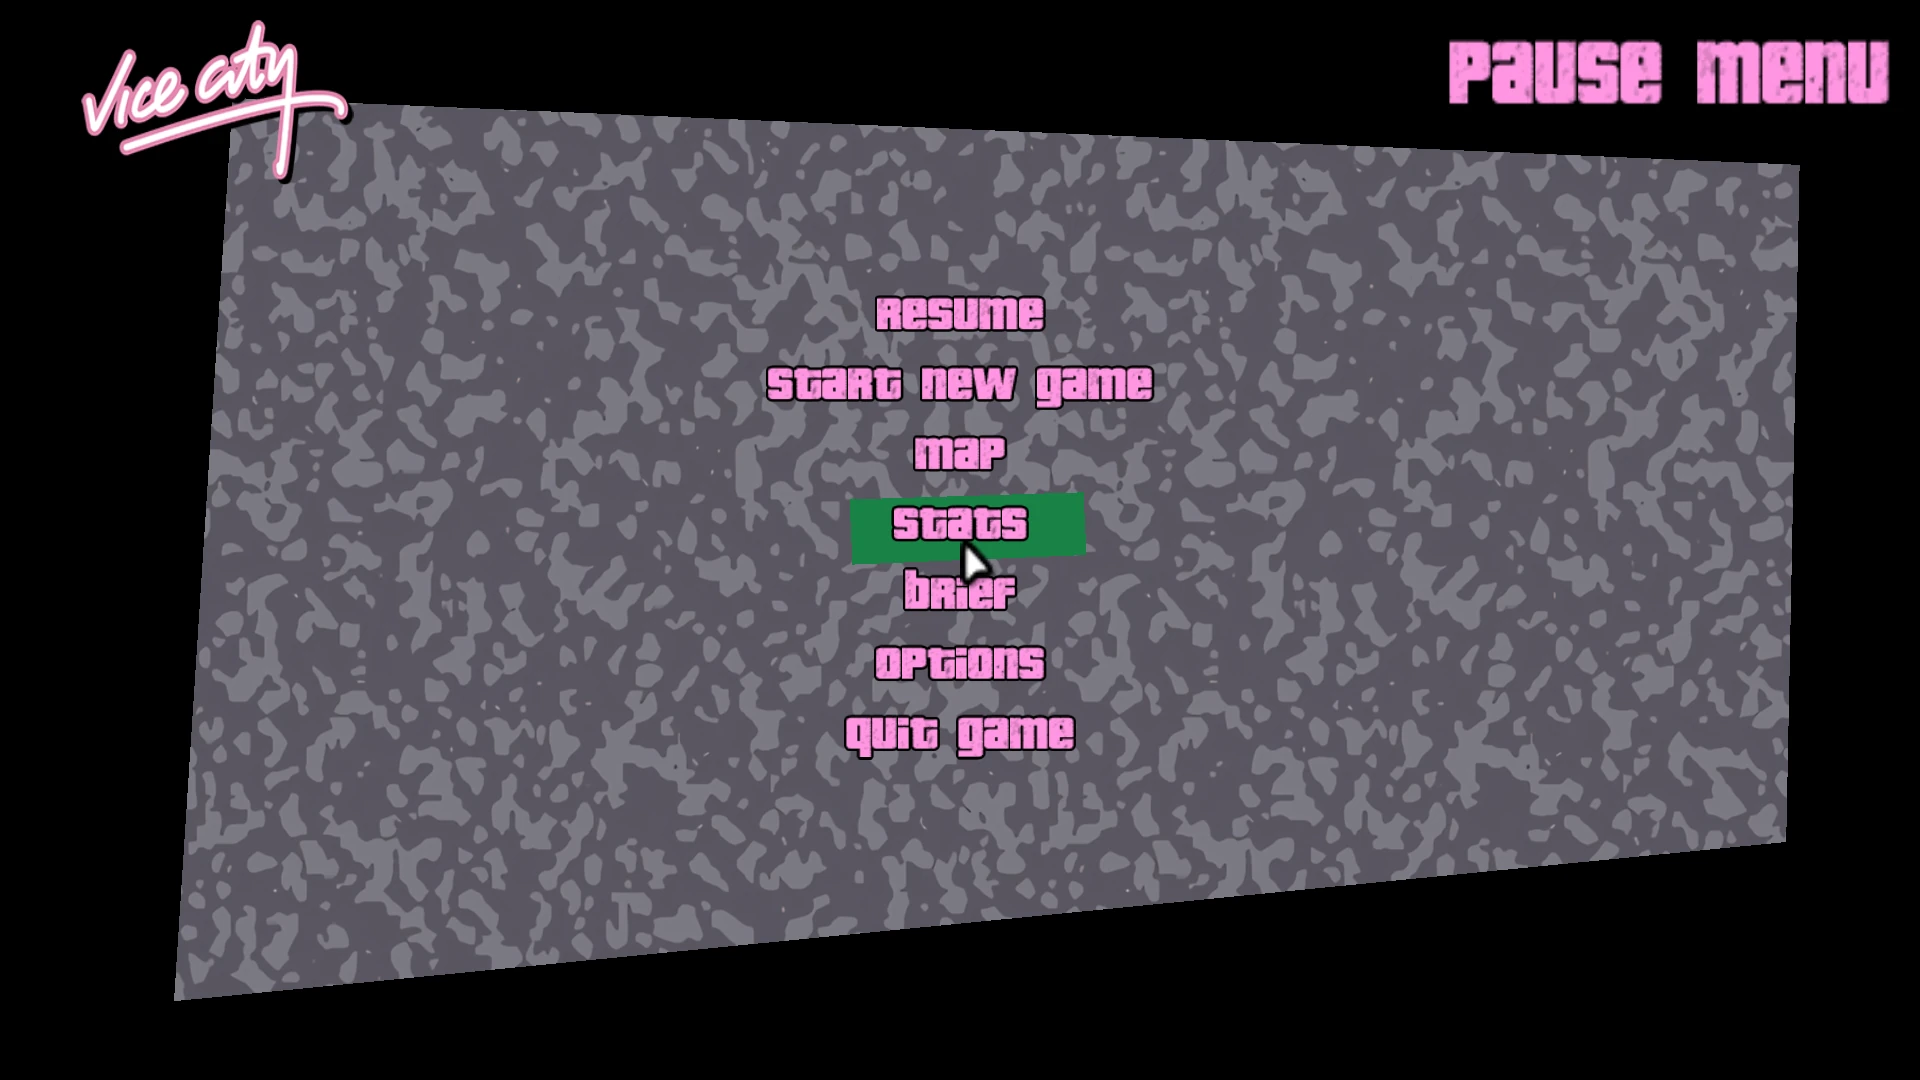 Vice City
Pause Menu
Resume
Start New Game
Map
Stats
Brief
Options
Quit Game